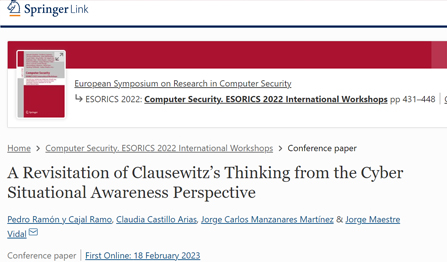 Springer Link
European Symposium on Research in Computer Security
ESORICS 2022: Computer Security. ESORICS 2022 International Workshops pp 431–448
Home > Computer Security. ESORICS 2022 International Workshops > Conference paper
A Revisitation of Clausewitz’s Thinking from the Cyber
Situational Awareness Perspective
Pedro Ramón y Cajal Ramo, Claudia Castillo Arias, Jorge Carlos Manzanares Martínez & Jorge Maestre
Vidal
Conference paper | First Online: 18 February 2023